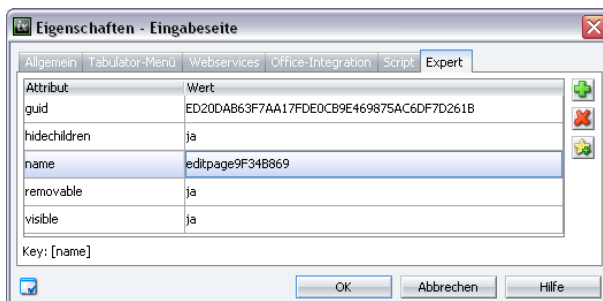 Eigenschaften - Eingabeseite
Allgemein Tabulator-Menü Webservices Office-Integration Script Expert
Attribut Wert
guid ED20DAB63F7AA17FDE0CB9E469875AC6DF7D261B
hidechildren ja
name editpage9F34B869
removable ja
visible ja
Key: [name]
OK Abbrechen Hilfe